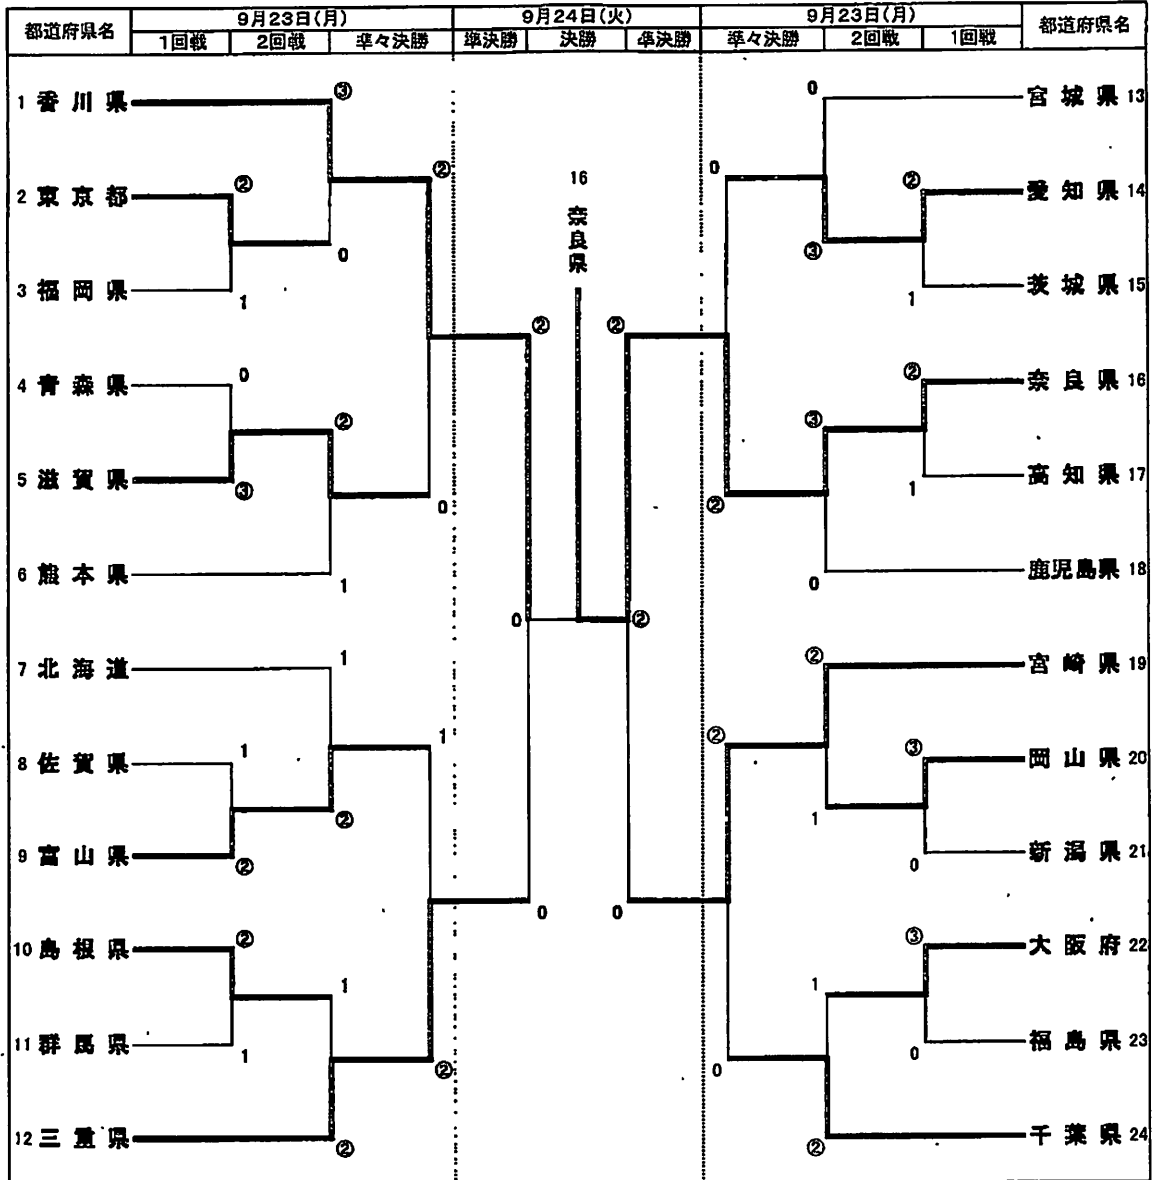 都道府県名 9月23日(月) 9月24日(火) 9月23日(月) 都道府県名
1回戦 2回戦 準々決勝 準決勝 決勝 準決勝 準々決勝 2回戦 1回戦
1 香川県 ③ 0 宮城県 13
② 0
16
奈良県
2 東京都 ② ② 愛知県 14
0 ③
3 福岡県 1 1 茨城県 15
② ②
4 青森県 0 ② 奈良県 16
② ③
5 滋賀県 ③ 1 高知県 17
0 ②
6 熊本県 1 0 鹿児島県 18
0 ②
7 北海道 1 ② 宮崎県 19
1 ②
8 佐賀県 1 ③ 岡山県 20
② 1
9 富山県 ② 0 新潟県 21
0 0
10 島根県 ② ③ 大阪府 22
1 1
11 群馬県 1 0 福島県 23
② 0
12 三重県 ② ② 千葉県 24